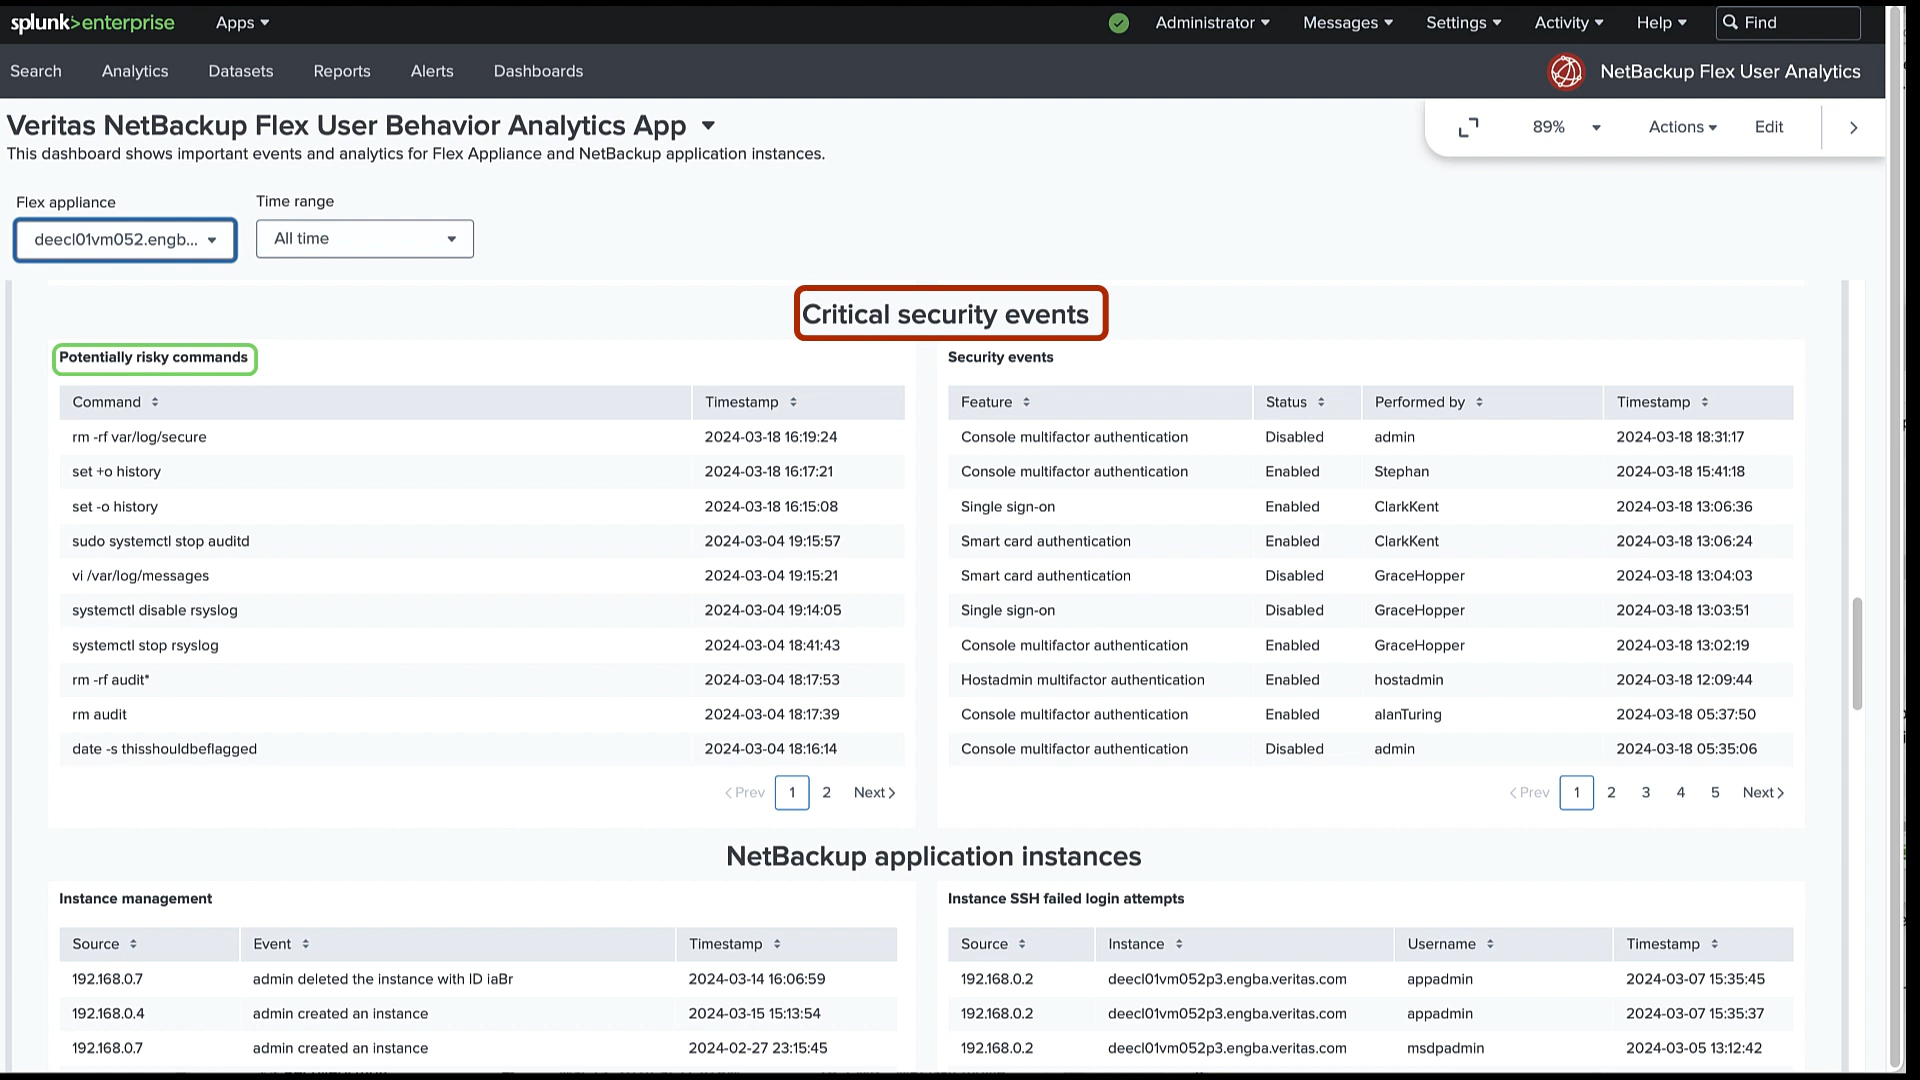 splunk>enterprise Apps Administrator Messages Settings Activity Help Find
Search Analytics Datasets Reports Alerts Dashboards NetBackup Flex User Analytics
Veritas NetBackup Flex User Behavior Analytics App
89% Actions Edit
This dashboard shows important events and analytics for Flex Appliance and NetBackup application instances.
Flex appliance Time range
deecl01vm052.engb... All time
Critical security events
Potentially risky commands
Command Timestamp
rm -rf var/log/secure 2024-03-18 16:19:24
set +o history 2024-03-18 16:17:21
set -o history 2024-03-18 16:15:08
sudo systemctl stop auditd 2024-03-04 19:15:57
vi /var/log/messages 2024-03-04 19:15:21
systemctl disable rsyslog 2024-03-04 19:14:05
systemctl stop rsyslog 2024-03-04 18:41:43
rm -rf audit* 2024-03-04 18:17:53
rm audit 2024-03-04 18:17:39
date -s thisshouldbeflagged 2024-03-04 18:16:14
< Prev 1 2 Next >
Security events
Feature Status Performed by Timestamp
Console multifactor authentication Disabled admin 2024-03-18 18:31:17
Console multifactor authentication Enabled Stephan 2024-03-18 15:41:18
Single sign-on Enabled ClarkKent 2024-03-18 13:06:36
Smart card authentication Enabled ClarkKent 2024-03-18 13:06:24
Smart card authentication Disabled GraceHopper 2024-03-18 13:04:03
Single sign-on Disabled GraceHopper 2024-03-18 13:03:51
Console multifactor authentication Enabled GraceHopper 2024-03-18 13:02:19
Hostadmin multifactor authentication Enabled hostadmin 2024-03-18 12:09:44
Console multifactor authentication Enabled alanTuring 2024-03-18 05:37:50
Console multifactor authentication Disabled admin 2024-03-18 05:35:06
< Prev 1 2 3 4 5 Next >
NetBackup application instances
Instance management
Source Event Timestamp
192.168.0.7 admin deleted the instance with ID iaBr 2024-03-14 16:06:59
192.168.0.4 admin created an instance 2024-03-15 15:13:54
192.168.0.7 admin created an instance 2024-02-27 23:15:45
Instance SSH failed login attempts
Source Instance Username Timestamp
192.168.0.2 deecl01vm052p3.engba.veritas.com appadmin 2024-03-07 15:35:45
192.168.0.2 deecl01vm052p3.engba.veritas.com appadmin 2024-03-07 15:35:37
192.168.0.2 deecl01vm052p3.engba.veritas.com msdpadmin 2024-03-05 13:12:42